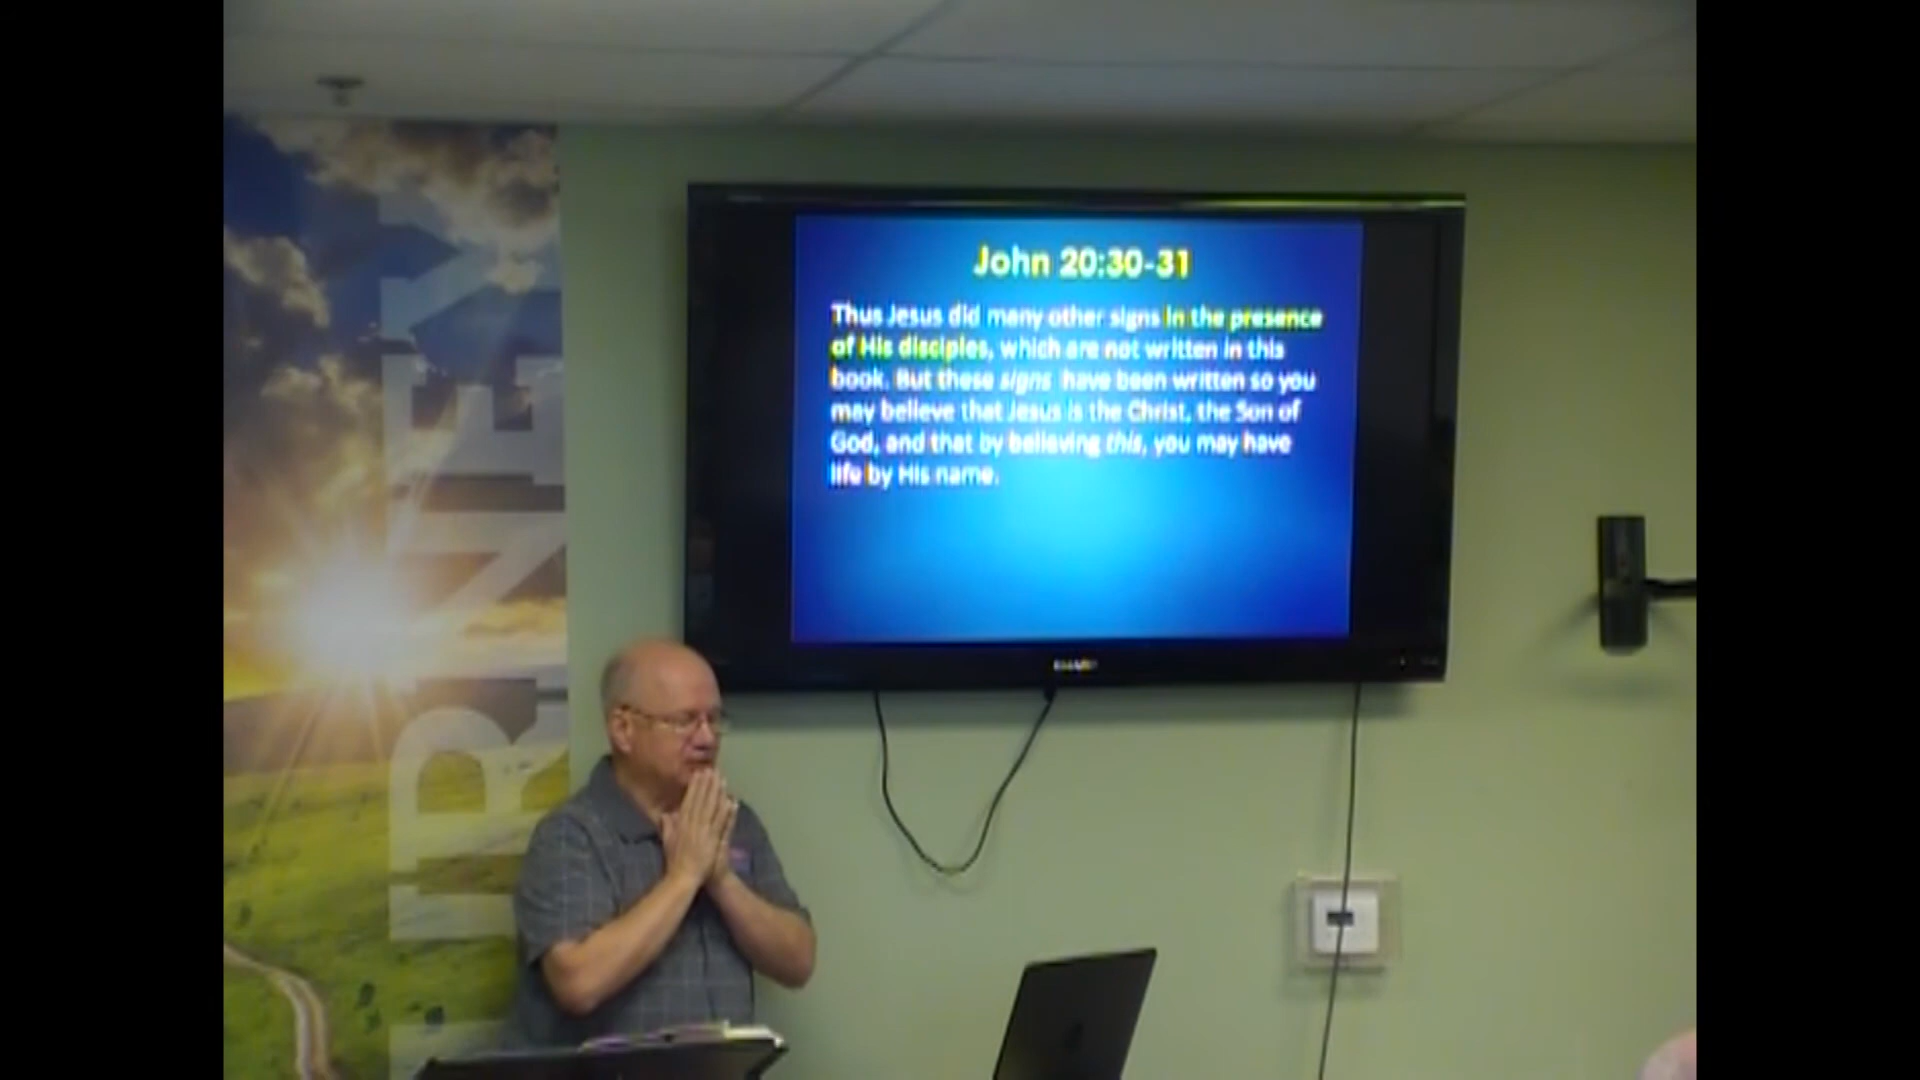 John 20:30-31
Thus Jesus did many other signs in the presence
of His disciples, which are not written in this
book. But these signs have been written so you
may believe that Jesus is the Christ, the Son of
God, and that by believing this, you may have
life by His name.
SHARP
URNEY